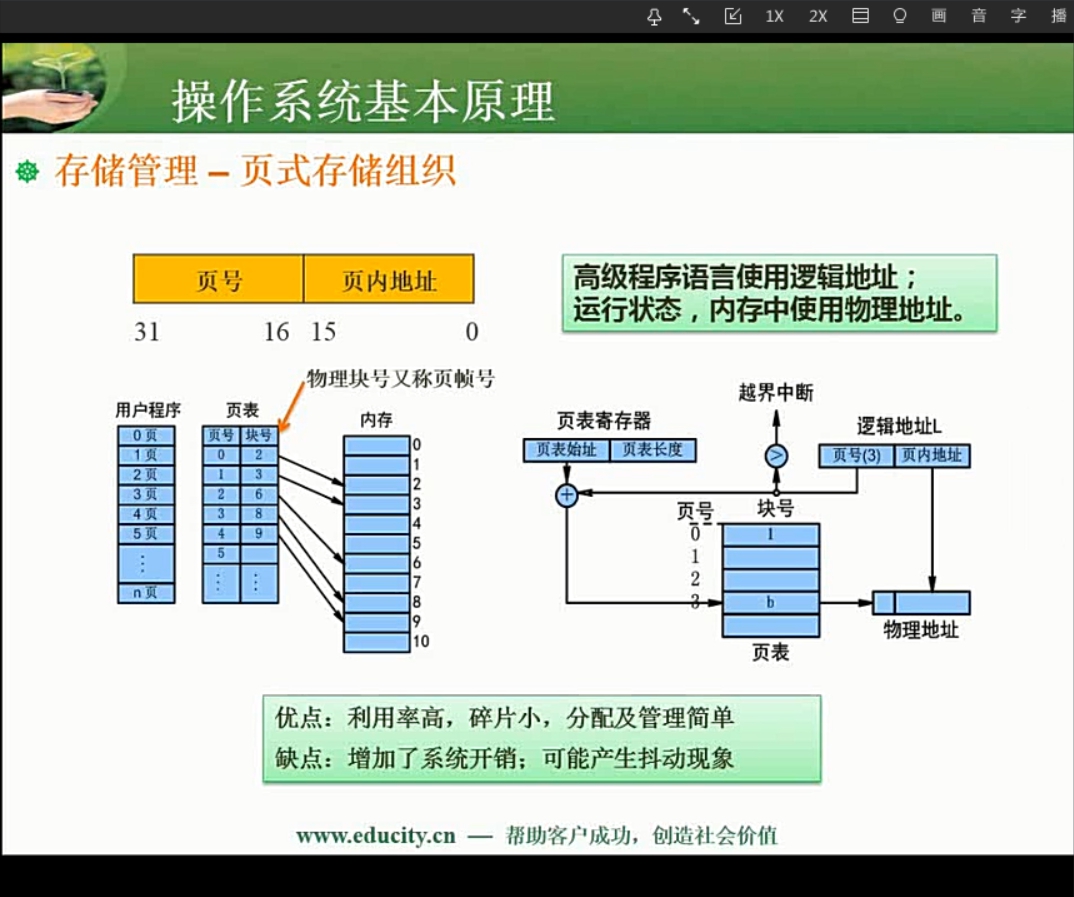 1X 2X 画 音 字 播
操作系统基本原理
存储管理 – 页式存储组织
页号 页内地址
31 16 15 0
高级程序语言使用逻辑地址；
运行状态，内存中使用物理地址。
物理块号又称页帧号
用户程序
0页
1页
2页
3页
4页
5页
⋮
n页
页表
页号 块号
0 2
1 3
2 6
3 8
4 9
5
⋮ ⋮
内存
0
1
2
3
4
5
6
7
8
9
10
越界中断
页表寄存器
页表始址 页表长度
逻辑地址L
页号(3) 页内地址
>
+
页号 块号
0 1
1
2
3 b
页表
物理地址
优点：利用率高，碎片小，分配及管理简单
缺点：增加了系统开销；可能产生抖动现象
www.educity.cn — 帮助客户成功，创造社会价值